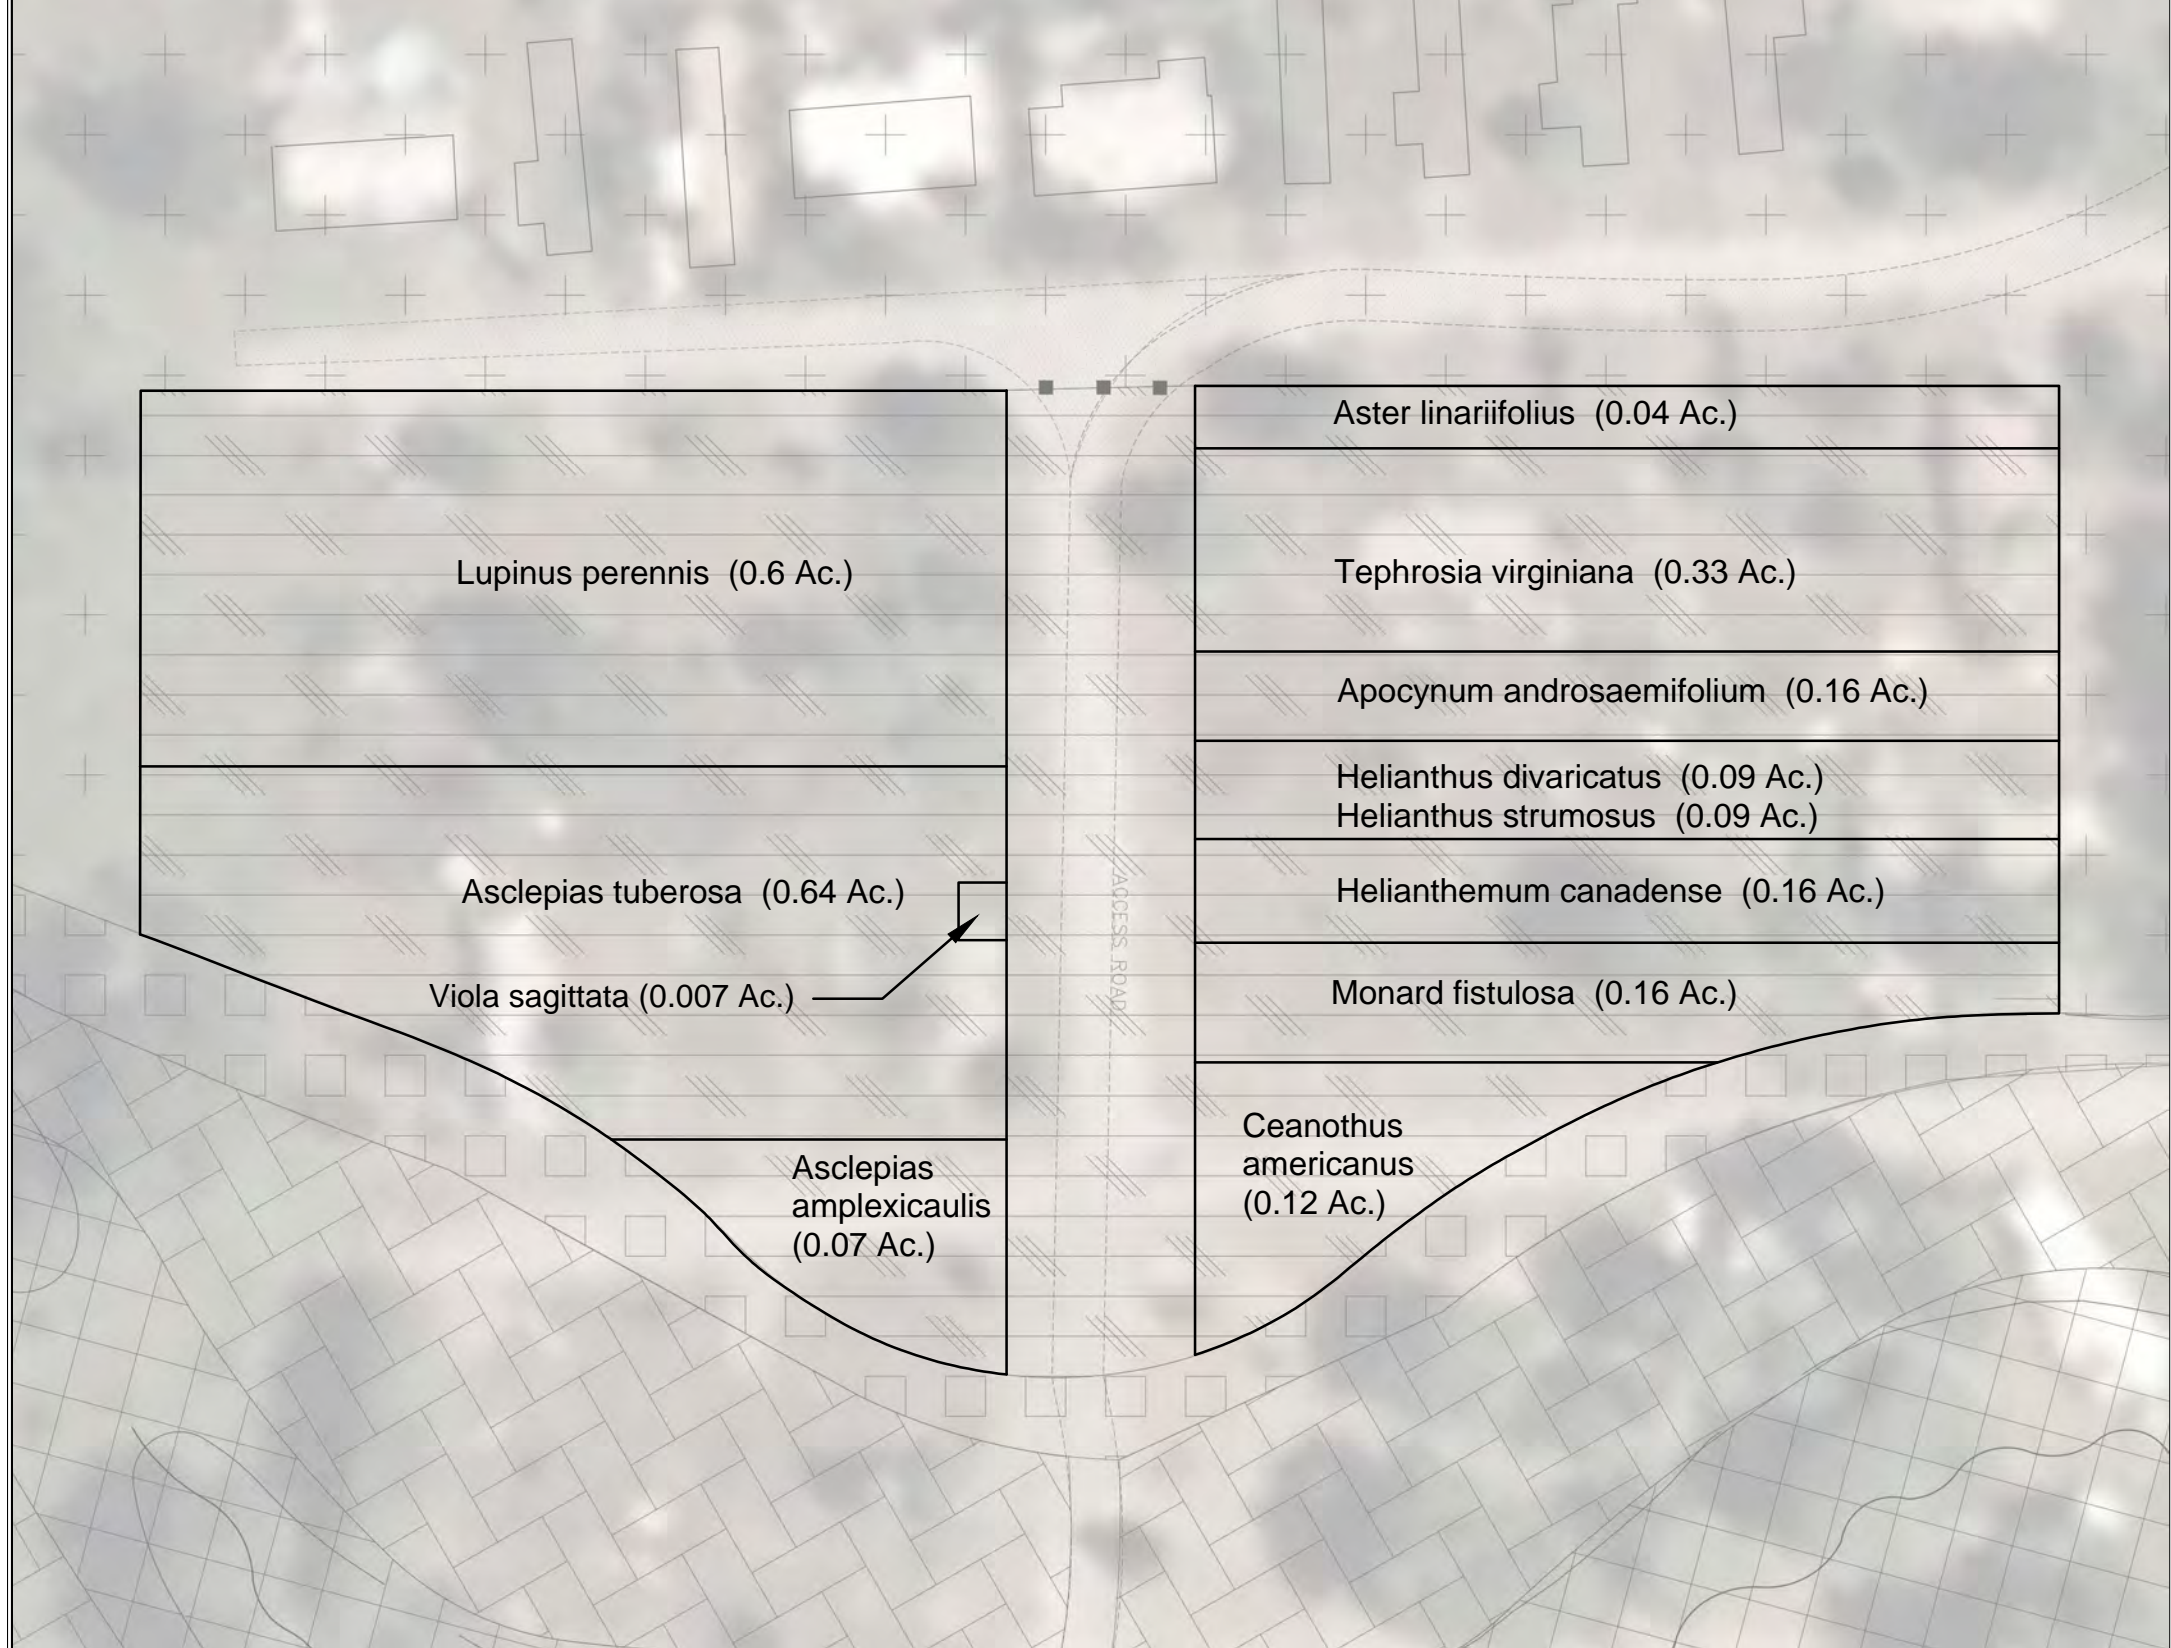 Lupinus perennis (0.6 Ac.)
Asclepias tuberosa (0.64 Ac.)
Viola sagittata (0.007 Ac.)
Asclepias
amplexicaulis
(0.07 Ac.)
ACCESS ROAD
Aster linariifolius (0.04 Ac.)
Tephrosia virginiana (0.33 Ac.)
Apocynum androsaemifolium (0.16 Ac.)
Helianthus divaricatus (0.09 Ac.)
Helianthus strumosus (0.09 Ac.)
Helianthemum canadense (0.16 Ac.)
Monard fistulosa (0.16 Ac.)
Ceanothus
americanus
(0.12 Ac.)